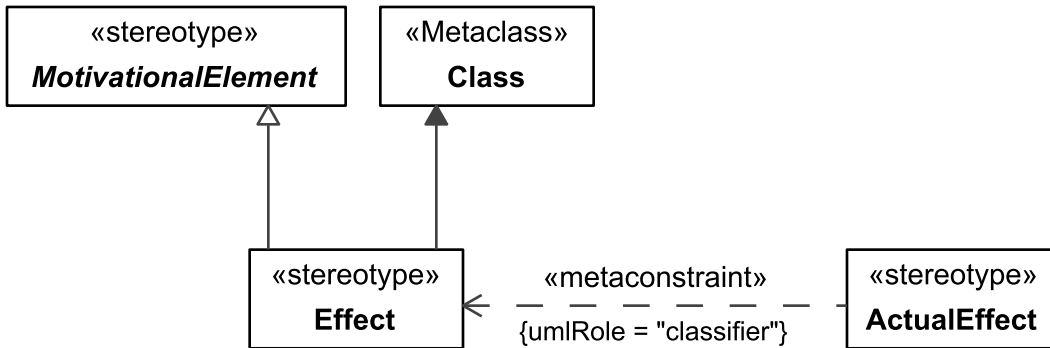 «stereotype»
MotivationalElement
«Metaclass»
Class
«stereotype»
Effect
«metaconstraint»
{umlRole = "classifier"}
«stereotype»
ActualEffect